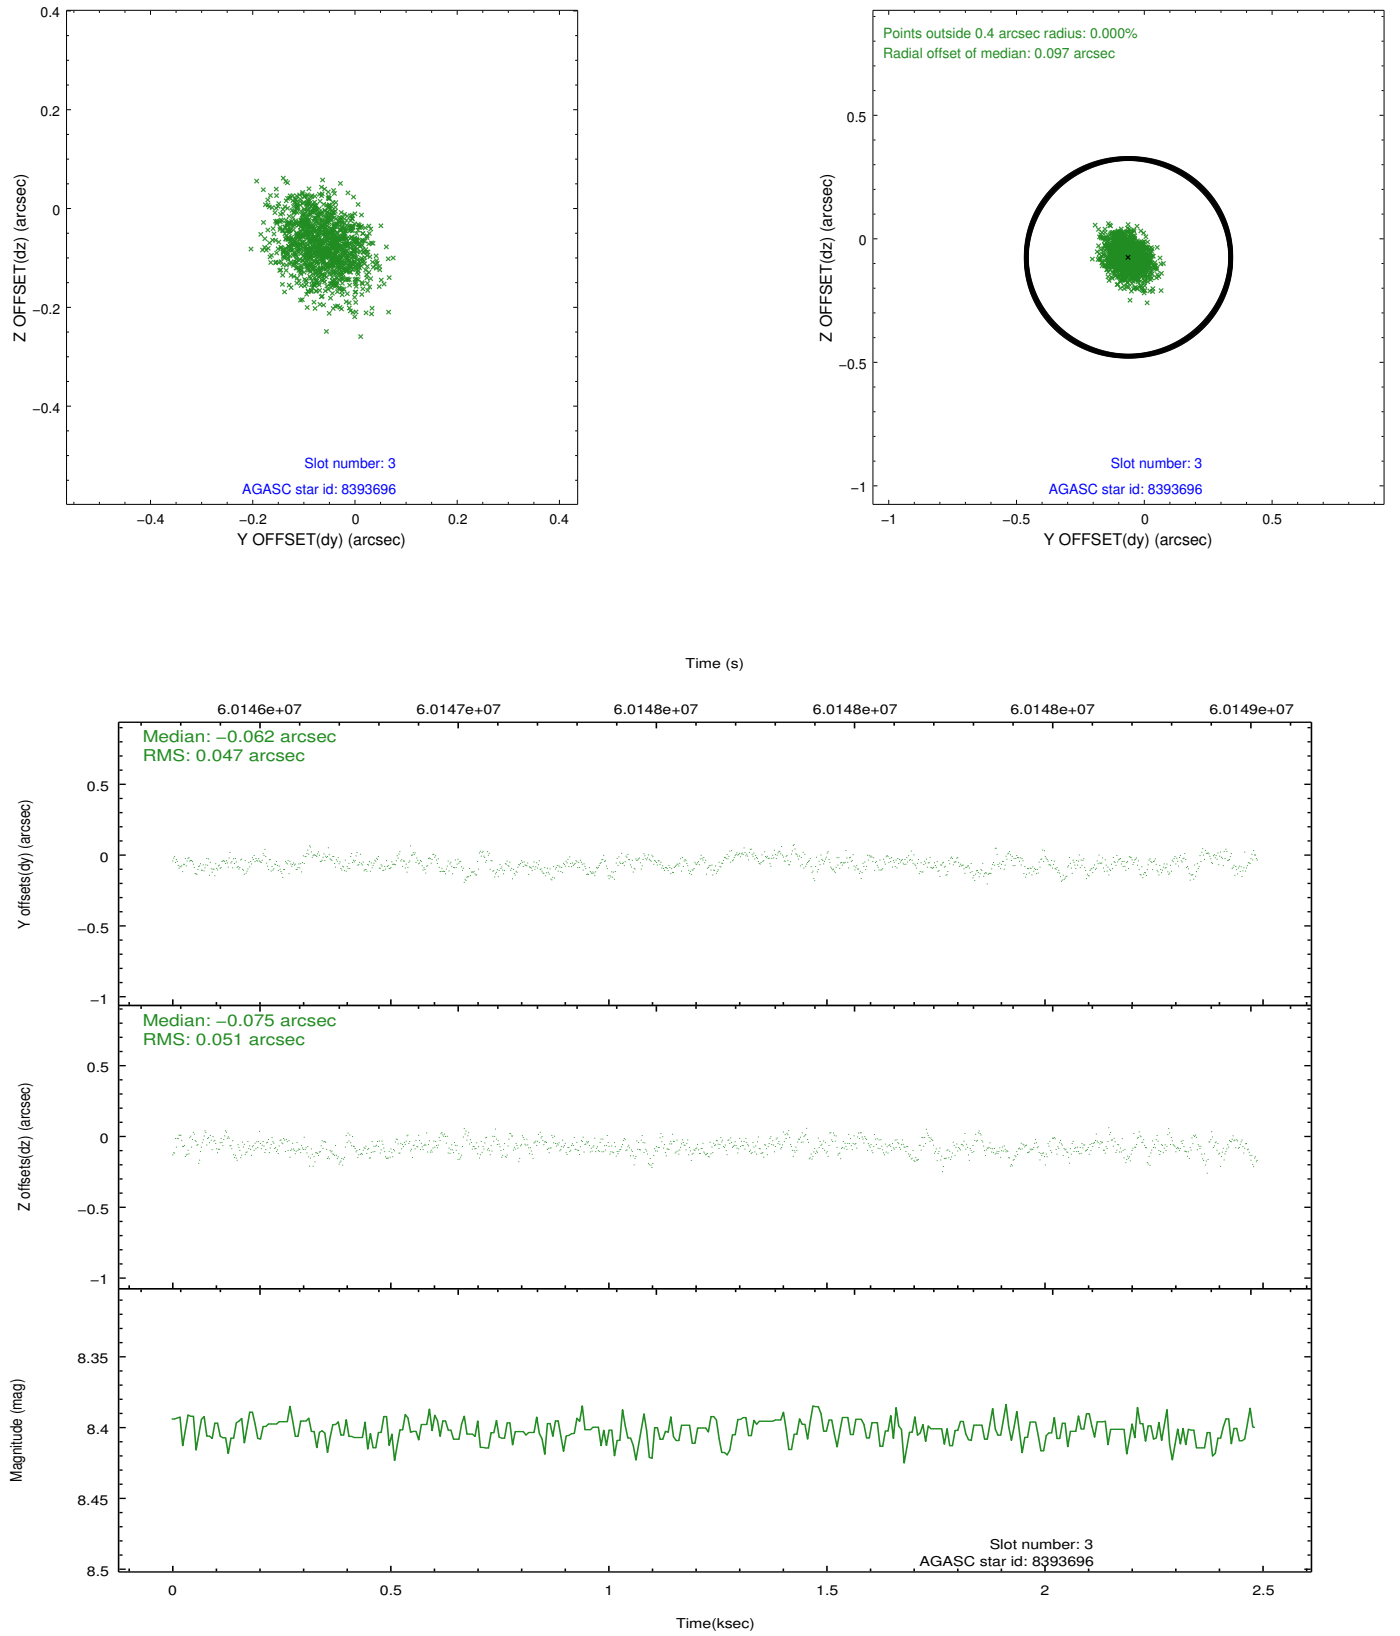 0.4
0.2
0
−0.2
−0.4
Z OFFSET(dz) (arcsec)
Slot number: 3
AGASC star id: 8393696
−0.4
−0.2
0
0.2
0.4
Y OFFSET(dy) (arcsec)
Points outside 0.4 arcsec radius: 0.000%
Radial offset of median: 0.097 arcsec
0.5
0
−0.5
−1
Z OFFSET(dz) (arcsec)
Slot number: 3
AGASC star id: 8393696
−1
−0.5
0
0.5
Y OFFSET(dy) (arcsec)
Time (s)
6.0146e+07
6.0147e+07
6.0148e+07
6.0148e+07
6.0148e+07
6.0149e+07
Median: −0.062 arcsec
RMS: 0.047 arcsec
0.5
0
−0.5
−1
Y offsets(dy) (arcsec)
Median: −0.075 arcsec
RMS: 0.051 arcsec
0.5
0
−0.5
−1
Z offsets(dz) (arcsec)
8.35
8.4
8.45
8.5
Magnitude (mag)
Slot number: 3
AGASC star id: 8393696
0
0.5
1
1.5
2
2.5
Time(ksec)